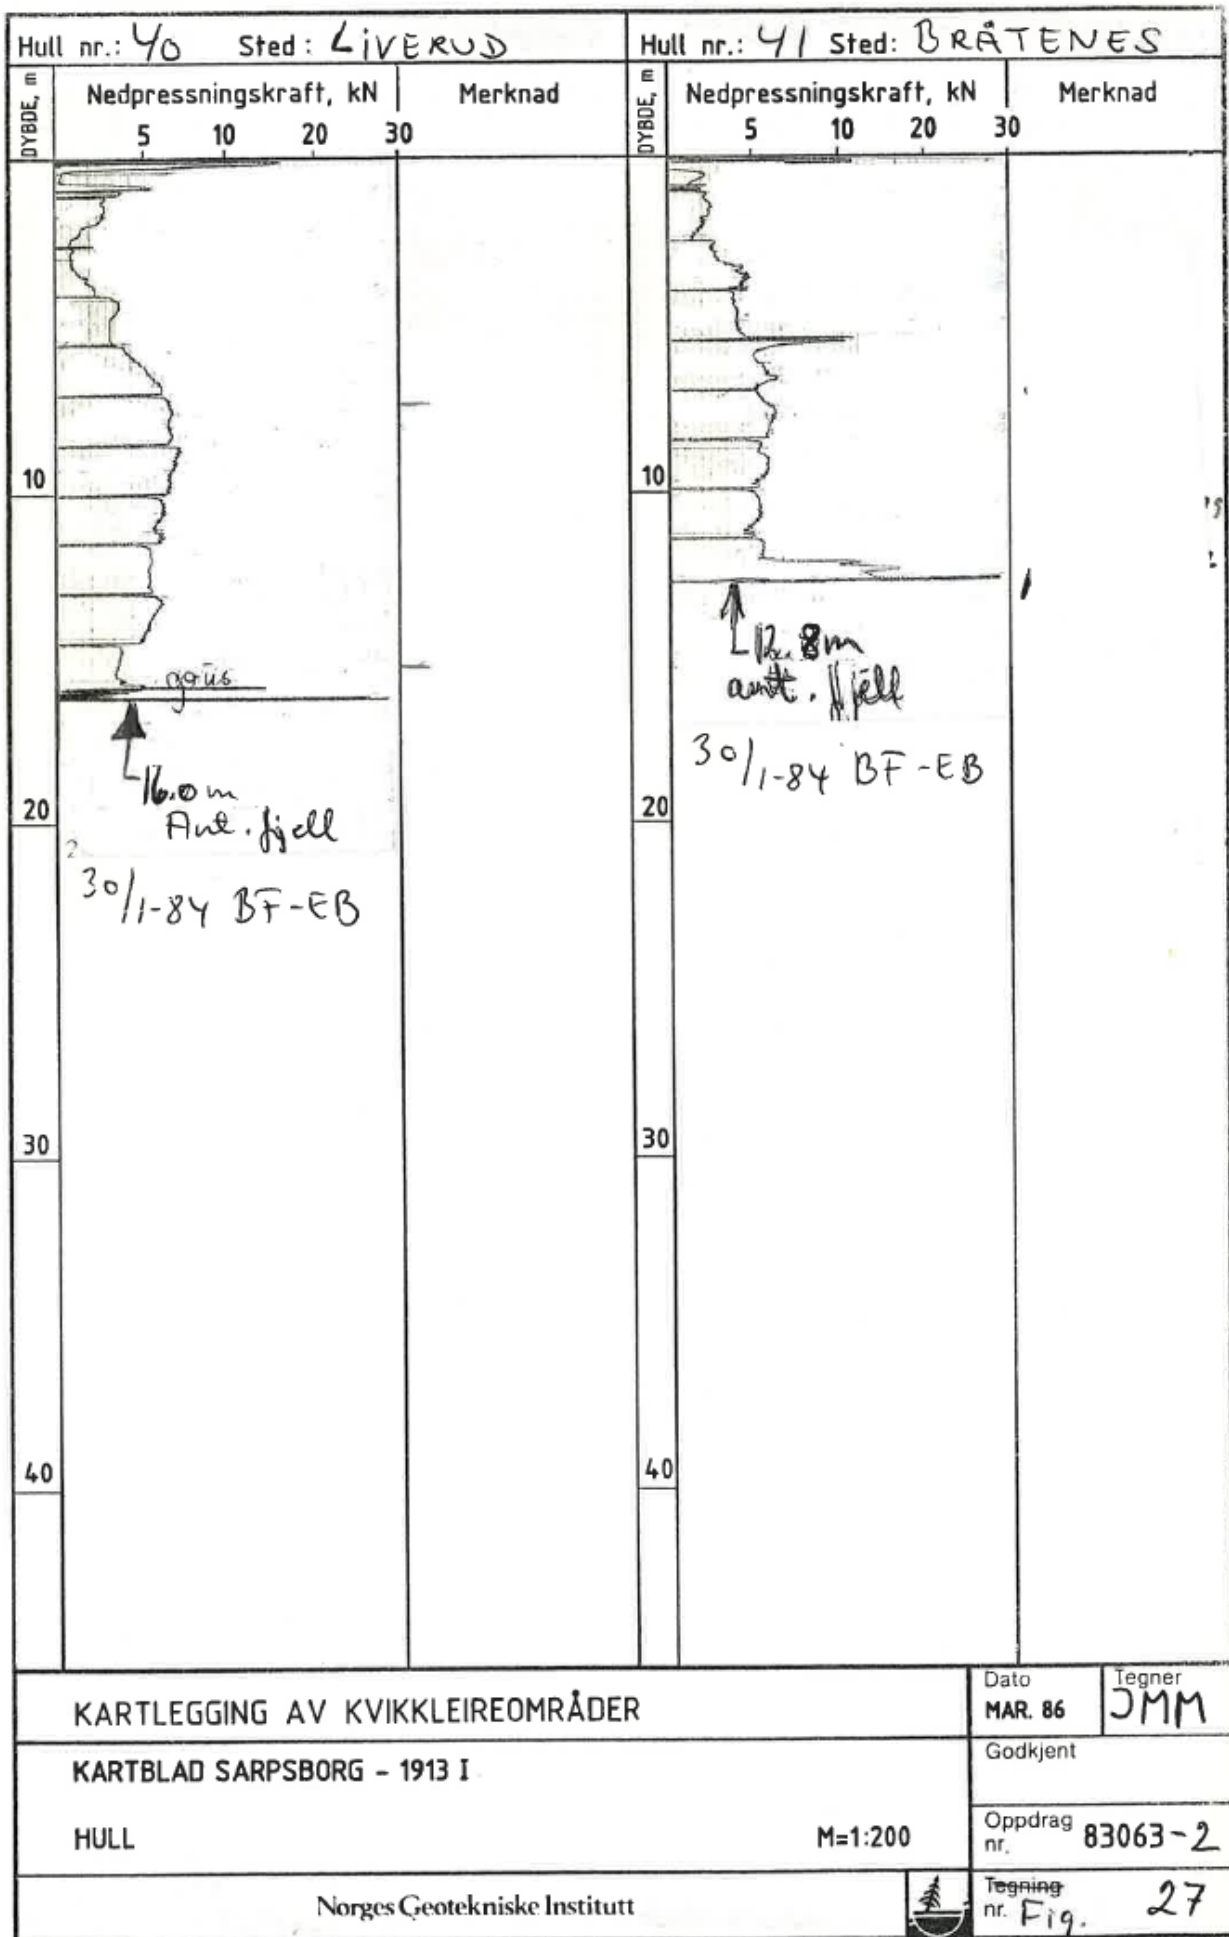 Hull nr.: 40 Sted: LIVERUD
DYBDE, m
Nedpressningskraft, kN
Merknad
5 10 20 30
10
grus
16.0 m
Ant. fjell
20
2
30/1-84 BF-EB
30
40
Hull nr.: 41 Sted: BRÅTENES
DYBDE, m
Nedpressningskraft, kN
Merknad
5 10 20 30
10
12.8m
ant. fjell
30/1-84 BF-EB
20
30
40
KARTLEGGING AV KVIKKLEIREOMRÅDER
KARTBLAD SARPSBORG - 1913 I
HULL M=1:200
Norges Geotekniske Institutt
Dato
MAR. 86
Tegner
JMM
Godkjent
Oppdrag
nr. 83063-2
Tegning
nr. Fig. 27